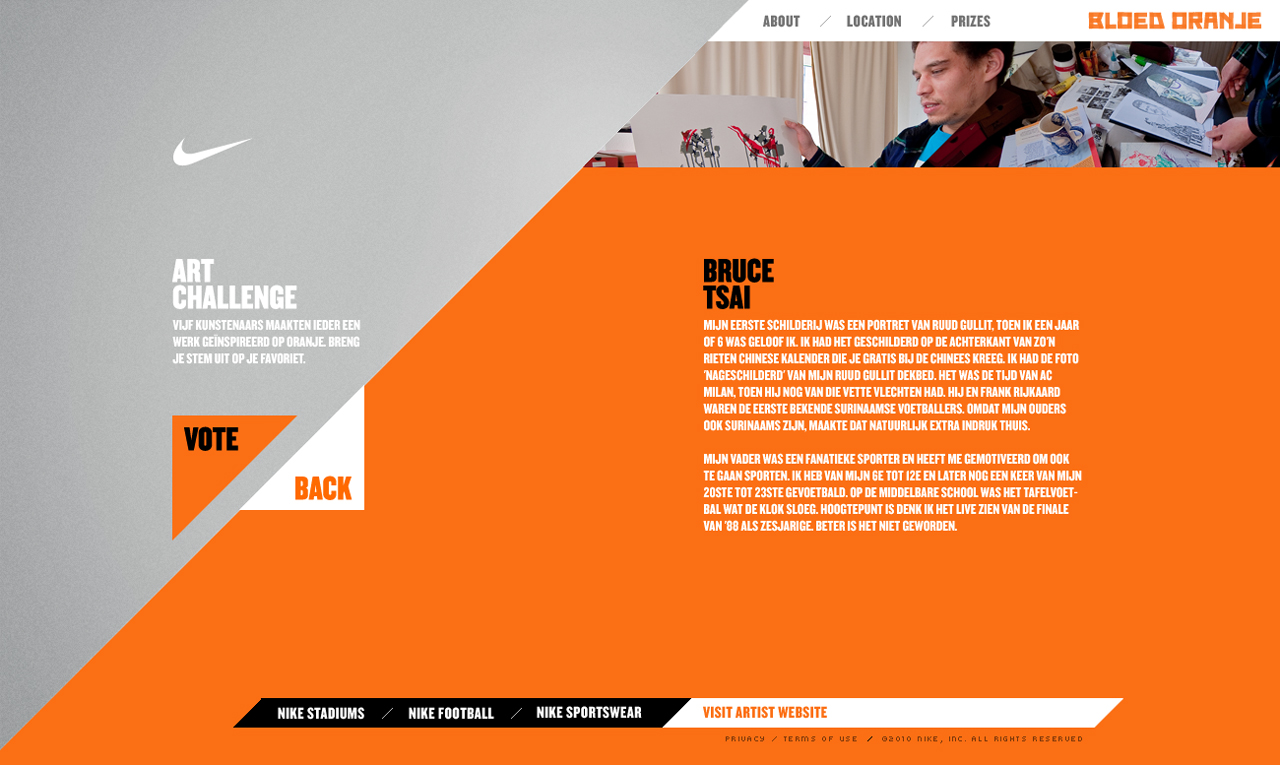 ABOUT / LOCATION / PRIZES
BLOED ORANJE
ART
CHALLENGE
VIJF KUNSTENAARS MAAKTEN IEDER EEN
WERK GEÏNSPIREERD OP ORANJE. BRENG
JE STEM UIT OP JE FAVORIET.
VOTE
BACK
BRUCE
TSAI
MIJN EERSTE SCHILDERIJ WAS EEN PORTRET VAN RUUD GULLIT, TOEN IK EEN JAAR
OF 6 WAS GELOOF IK. IK HAD HET GESCHILDERD OP DE ACHTERKANT VAN ZO'N
RIETEN CHINESE KALENDER DIE JE GRATIS BIJ DE CHINEES KREEG. IK HAD DE FOTO
'NAGESCHILDERD' VAN MIJN RUUD GULLIT DEKBED. HET WAS DE TIJD VAN AC
MILAN, TOEN HIJ NOG VAN DIE VETTE VLECHTEN HAD. HIJ EN FRANK RIJKAARD
WAREN DE EERSTE BEKENDE SURINAAMSE VOETBALLERS. OMDAT MIJN OUDERS
OOK SURINAAMS ZIJN, MAAKTE DAT NATUURLIJK EXTRA INDRUK THUIS.
MIJN VADER WAS EEN FANATIEKE SPORTER EN HEEFT ME GEMOTIVEERD OM OOK
TE GAAN SPORTEN. IK HEB VAN MIJN 6E TOT 12E EN LATER NOG EEN KEER VAN MIJN
20STE TOT 23STE GEVOETBALD. OP DE MIDDELBARE SCHOOL WAS HET TAFELVOET-
BAL WAT DE KLOK SLOEG. HOOGTEPUNT IS DENK IK HET LIVE ZIEN VAN DE FINALE
VAN '88 ALS ZESJARIGE. BETER IS HET NIET GEWORDEN.
NIKE STADIUMS / NIKE FOOTBALL / NIKE SPORTSWEAR
VISIT ARTIST WEBSITE
PRIVACY / TERMS OF USE / ©2010 NIKE, INC. ALL RIGHTS RESERVED